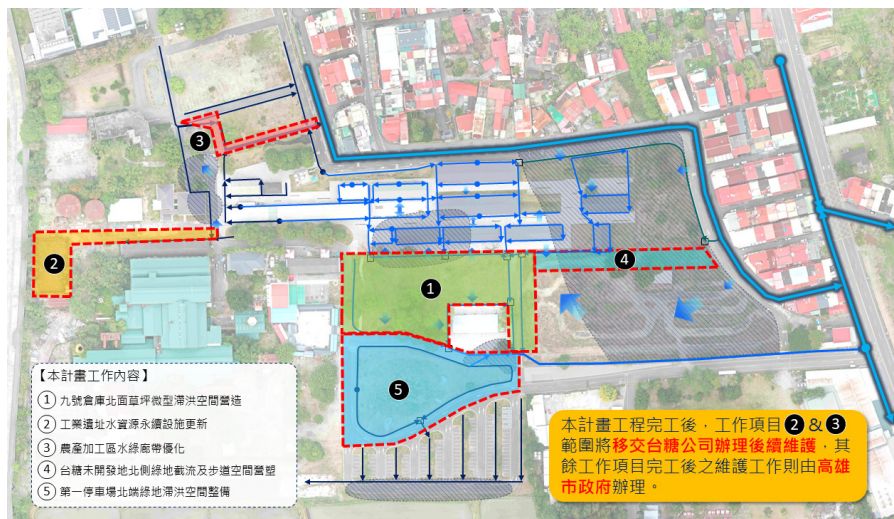 3
2
4
1
5
【本計畫工作內容】
1 九號倉庫北面草坪微型滯洪空間營造
2 工業遺址水資源永續設施更新
3 農產加工區水綠廊帶優化
4 台糖未開發地北側綠地截流及步道空間營塑
5 第一停車場北端綠地滯洪空間整備
本計畫工程完工後，工作項目2&3
範圍將移交台糖公司辦理後續維護，其
餘工作項目完工後之維護工作則由高雄
市政府辦理。